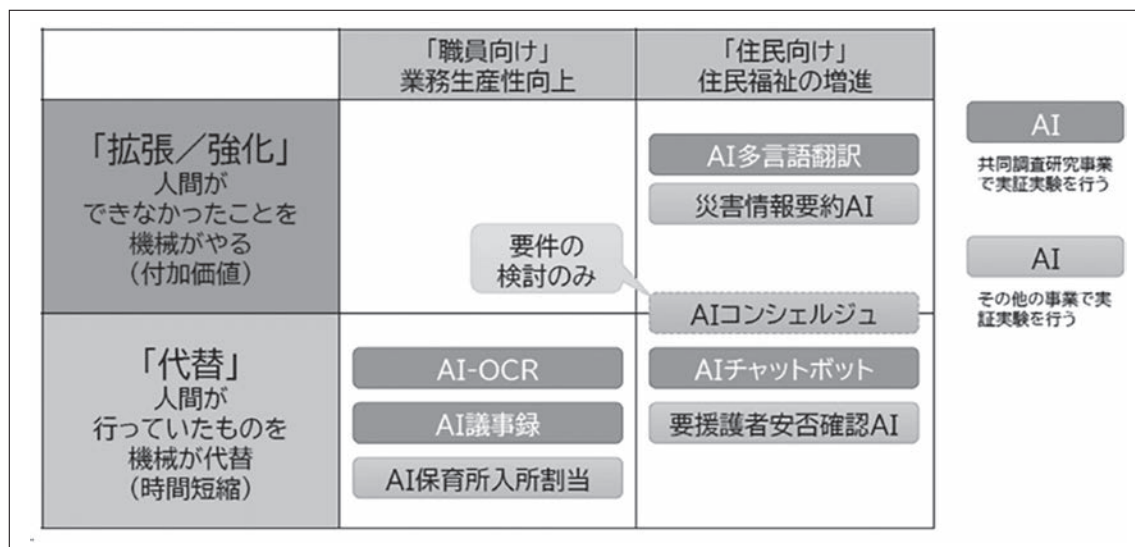 「職員向け」
業務生産性向上
「住民向け」
住民福祉の増進
「拡張／強化」
人間が
できなかったことを
機械がやる
（付加価値）
AI多言語翻訳
災害情報要約AI
要件の
検討のみ
AIコンシェルジュ
「代替」
人間が
行っていたものを
機械が代替
（時間短縮）
AI-OCR
AI議事録
AI保育所入所割当
AIチャットボット
要援護者安否確認AI
AI
共同調査研究事業
で実証実験を行う
AI
その他の事業で実
証実験を行う